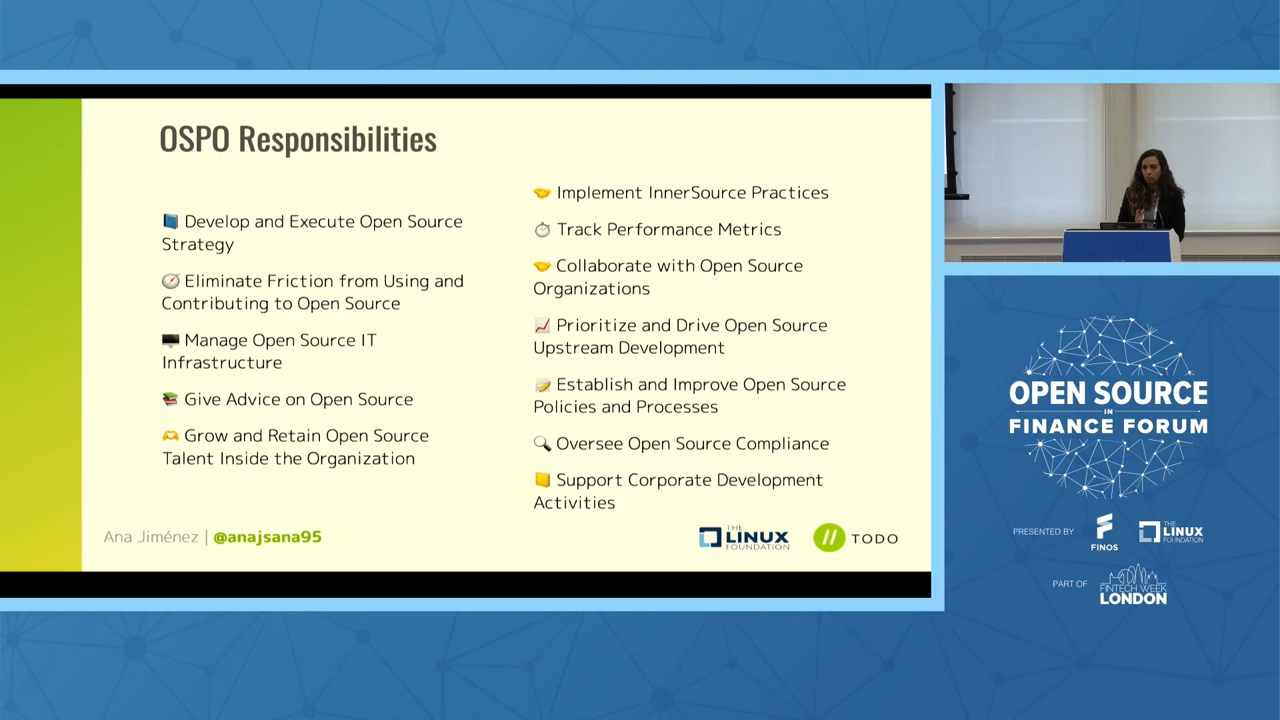 OSPO Responsibilities
📘 Develop and Execute Open Source
Strategy
🧭 Eliminate Friction from Using and
Contributing to Open Source
🖥️ Manage Open Source IT
Infrastructure
📚 Give Advice on Open Source
🫶 Grow and Retain Open Source
Talent Inside the Organization
🤝 Implement InnerSource Practices
⏱️ Track Performance Metrics
🤝 Collaborate with Open Source
Organizations
📈 Prioritize and Drive Open Source
Upstream Development
📝 Establish and Improve Open Source
Policies and Processes
🔍 Oversee Open Source Compliance
📒 Support Corporate Development
Activities
Ana Jiménez | @anajsana95
THE
LINUX
FOUNDATION
// TODO
OPEN SOURCE
IN
FINANCE FORUM
PRESENTED BY
FINOS
THE
LINUX
FOUNDATION
PART OF
FINTECH WEEK
LONDON